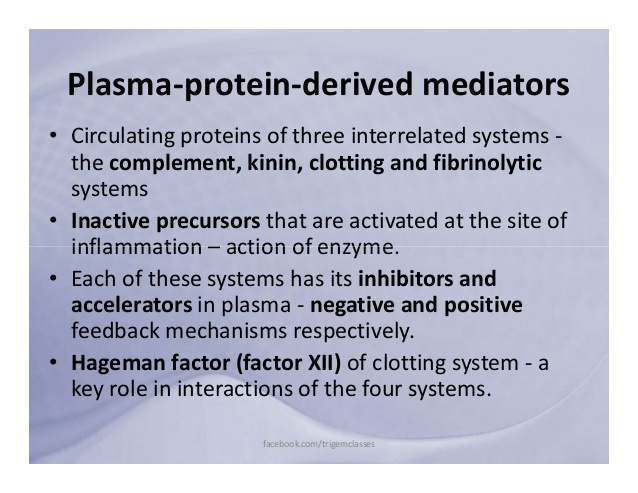 Plasma-protein-derived mediators
• Circulating proteins of three interrelated systems -
the complement, kinin, clotting and fibrinolytic
systems
• Inactive precursors that are activated at the site of
inflammation – action of enzyme.
• Each of these systems has its inhibitors and
accelerators in plasma - negative and positive
feedback mechanisms respectively.
• Hageman factor (factor XII) of clotting system - a
key role in interactions of the four systems.
facebook.com/trigemclasses